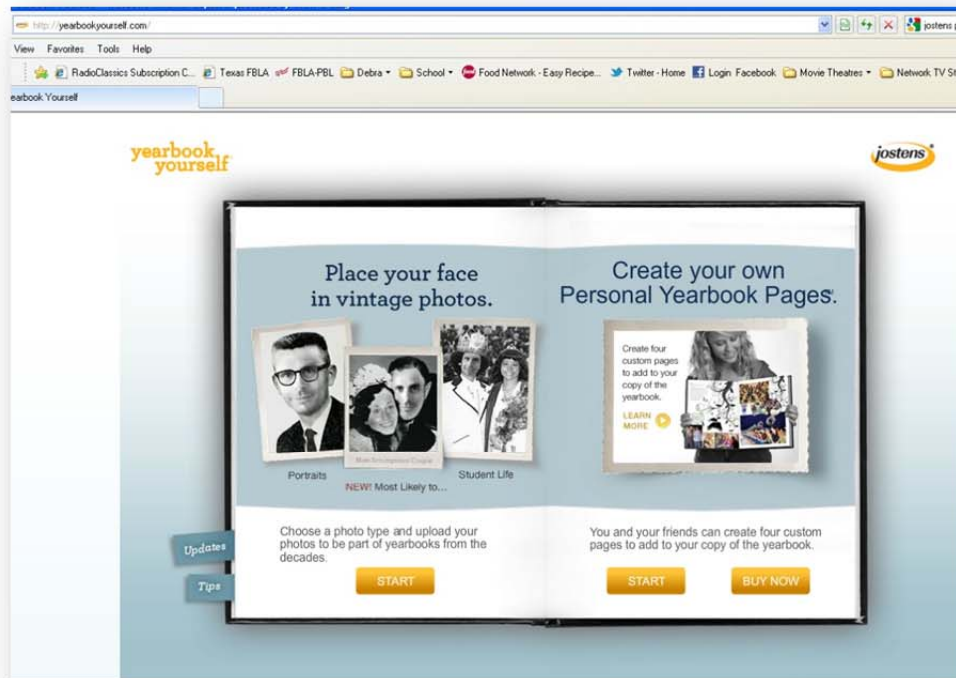 http://yearbookyourself.com/
jostens
View Favorites Tools Help
RadioClassics Subscription C... Texas FBLA FBLA-PBL Debra School Food Network - Easy Recipe... Twitter - Home Login Facebook Movie Theatres Network TV St
earbook Yourself
yearbook
yourself
jostens
Place your face
in vintage photos.
Portraits
Student Life
NEW! Most Likely to...
Choose a photo type and upload your
photos to be part of yearbooks from the
decades.
START
Create your own
Personal Yearbook Pages.
Create four
custom pages
to add to your
copy of the
yearbook.
LEARN
MORE
You and your friends can create four custom
pages to add to your copy of the yearbook.
START BUY NOW
Updates
Tips